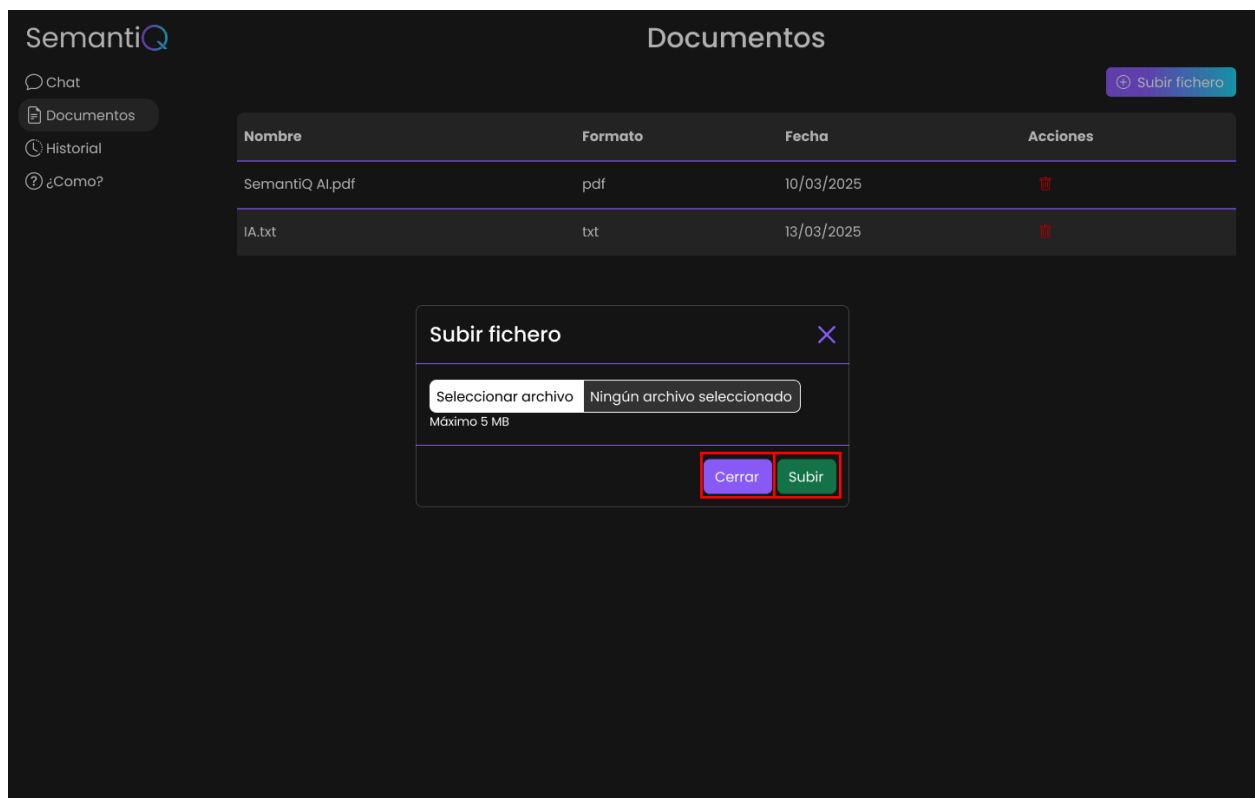 SemantiQ
Documentos
Chat
Subir fichero
Documentos
Historial
¿Como?
Nombre Formato Fecha Acciones
SemantiQ AI.pdf pdf 10/03/2025
IA.txt txt 13/03/2025
Subir fichero
Seleccionar archivo Ningún archivo seleccionado
Máximo 5 MB
Cerrar Subir